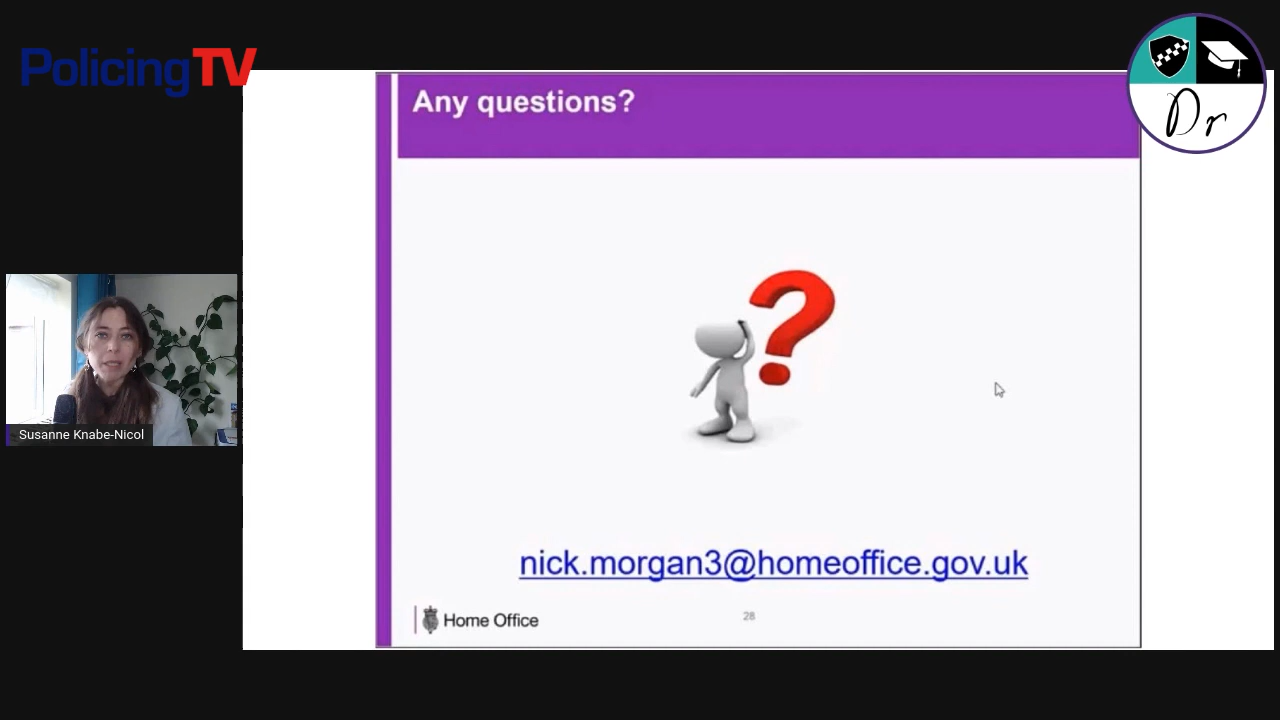 PolicingTV
Any questions?
Dr
Susanne Knabe-Nicol
nick.morgan3@homeoffice.gov.uk
Home Office
28